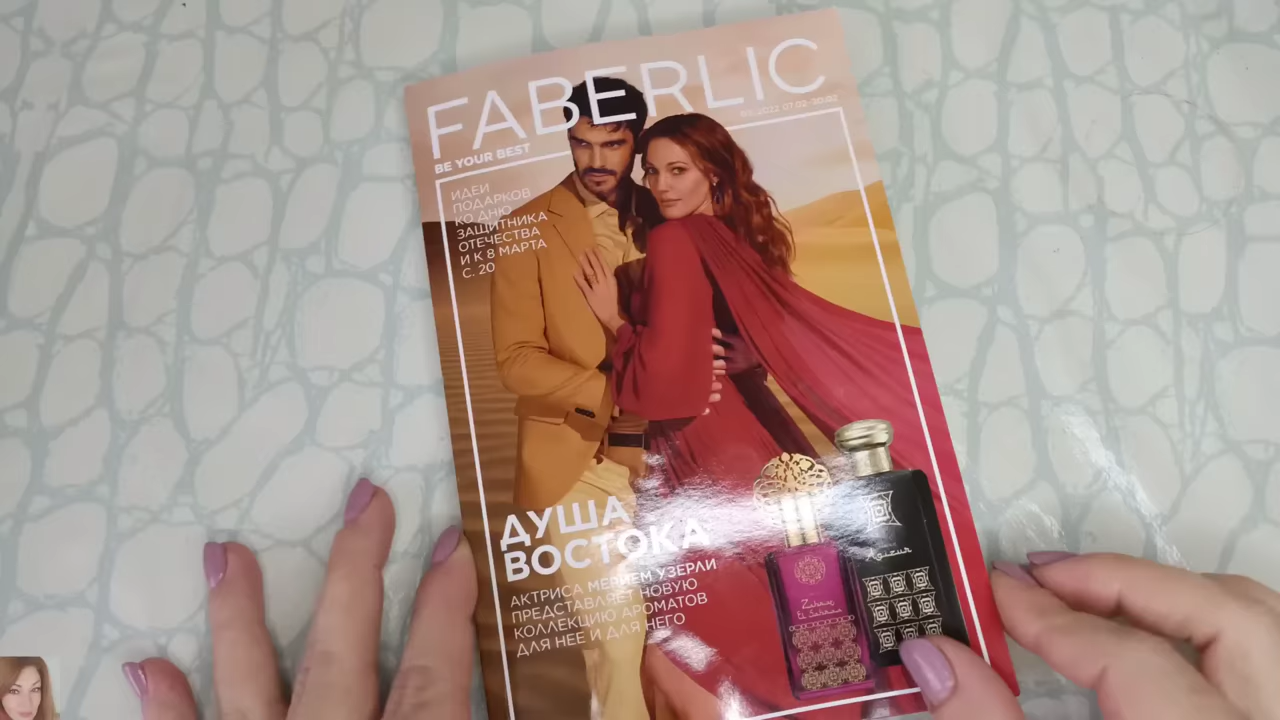 FABERLIC
BE YOUR BEST
ИДЕИ
ПОДАРКОВ
КО ДНЮ
ЗАЩИТНИКА
ОТЕЧЕСТВА
И К 8 МАРТА
С. 20
ДУША
ВОСТОКА
АКТРИСА МЕРЙЕМ УЗЕРЛИ
ПРЕДСТАВЛЯЕТ НОВУЮ
КОЛЛЕКЦИЮ АРОМАТОВ
ДЛЯ НЕЕ И ДЛЯ НЕГО